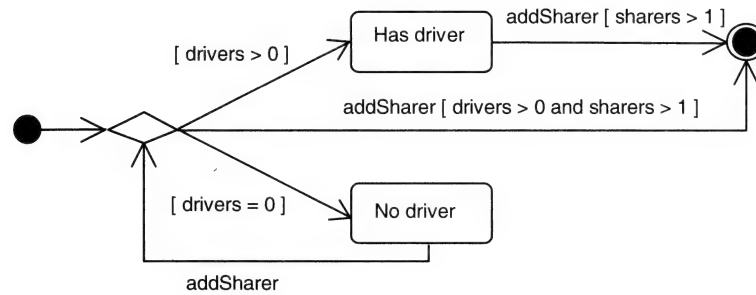 addSharer [ sharers > 1 ]
Has driver
[ drivers > 0 ]
addSharer [ drivers > 0 and sharers > 1 ]
[ drivers = 0 ]
No driver
addSharer